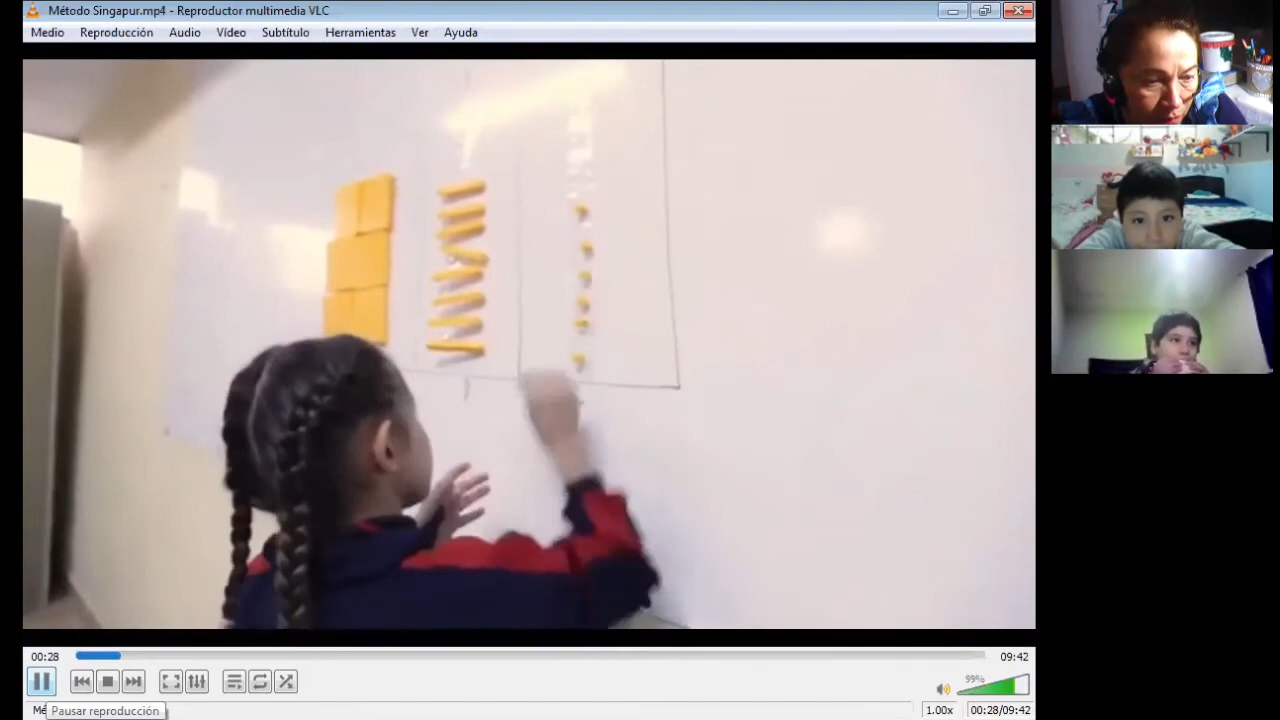 Método Singapur.mp4 - Reproductor multimedia VLC
Medio Reproducción Audio Vídeo Subtítulo Herramientas Ver Ayuda
00:28 09:42
99%
Pausar reproducción
1.00x 00:28/09:42